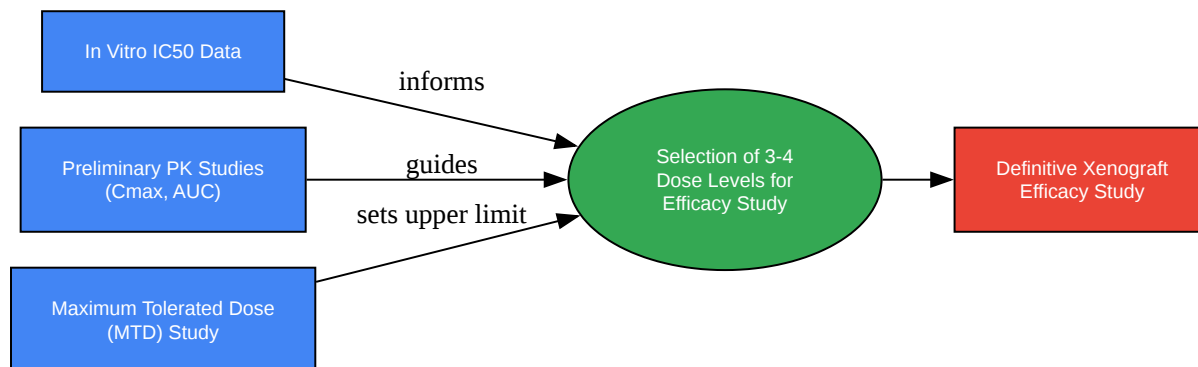 In Vitro IC50 Data
informs
Preliminary PK Studies
(Cmax, AUC)
guides
Maximum Tolerated Dose
(MTD) Study
sets upper limit
Selection of 3-4
Dose Levels for
Efficacy Study
Definitive Xenograft
Efficacy Study